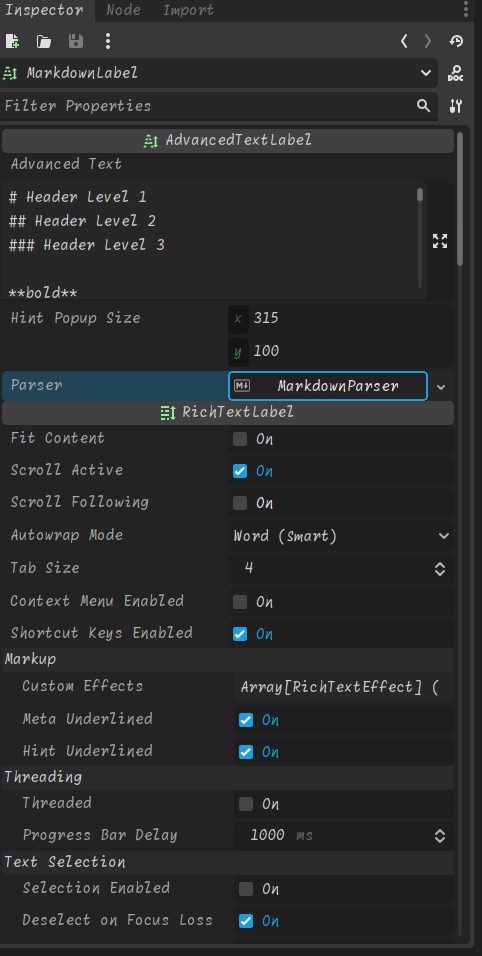 Inspector Node Import
MarkdownLabel DOC
Filter Properties
AdvancedTextLabel
Advanced Text
# Header Level 1
## Header Level 2
### Header Level 3
**bold**
Hint Popup Size x 315
y 100
Parser M↓ MarkdownParser
RichTextLabel
Fit Content On
Scroll Active On
Scroll Following On
Autowrap Mode Word (Smart)
Tab Size 4
Context Menu Enabled On
Shortcut Keys Enabled On
Markup
Custom Effects Array[RichTextEffect] (
Meta Underlined On
Hint Underlined On
Threading
Threaded On
Progress Bar Delay 1000 ms
Text Selection
Selection Enabled On
Deselect on Focus Loss On